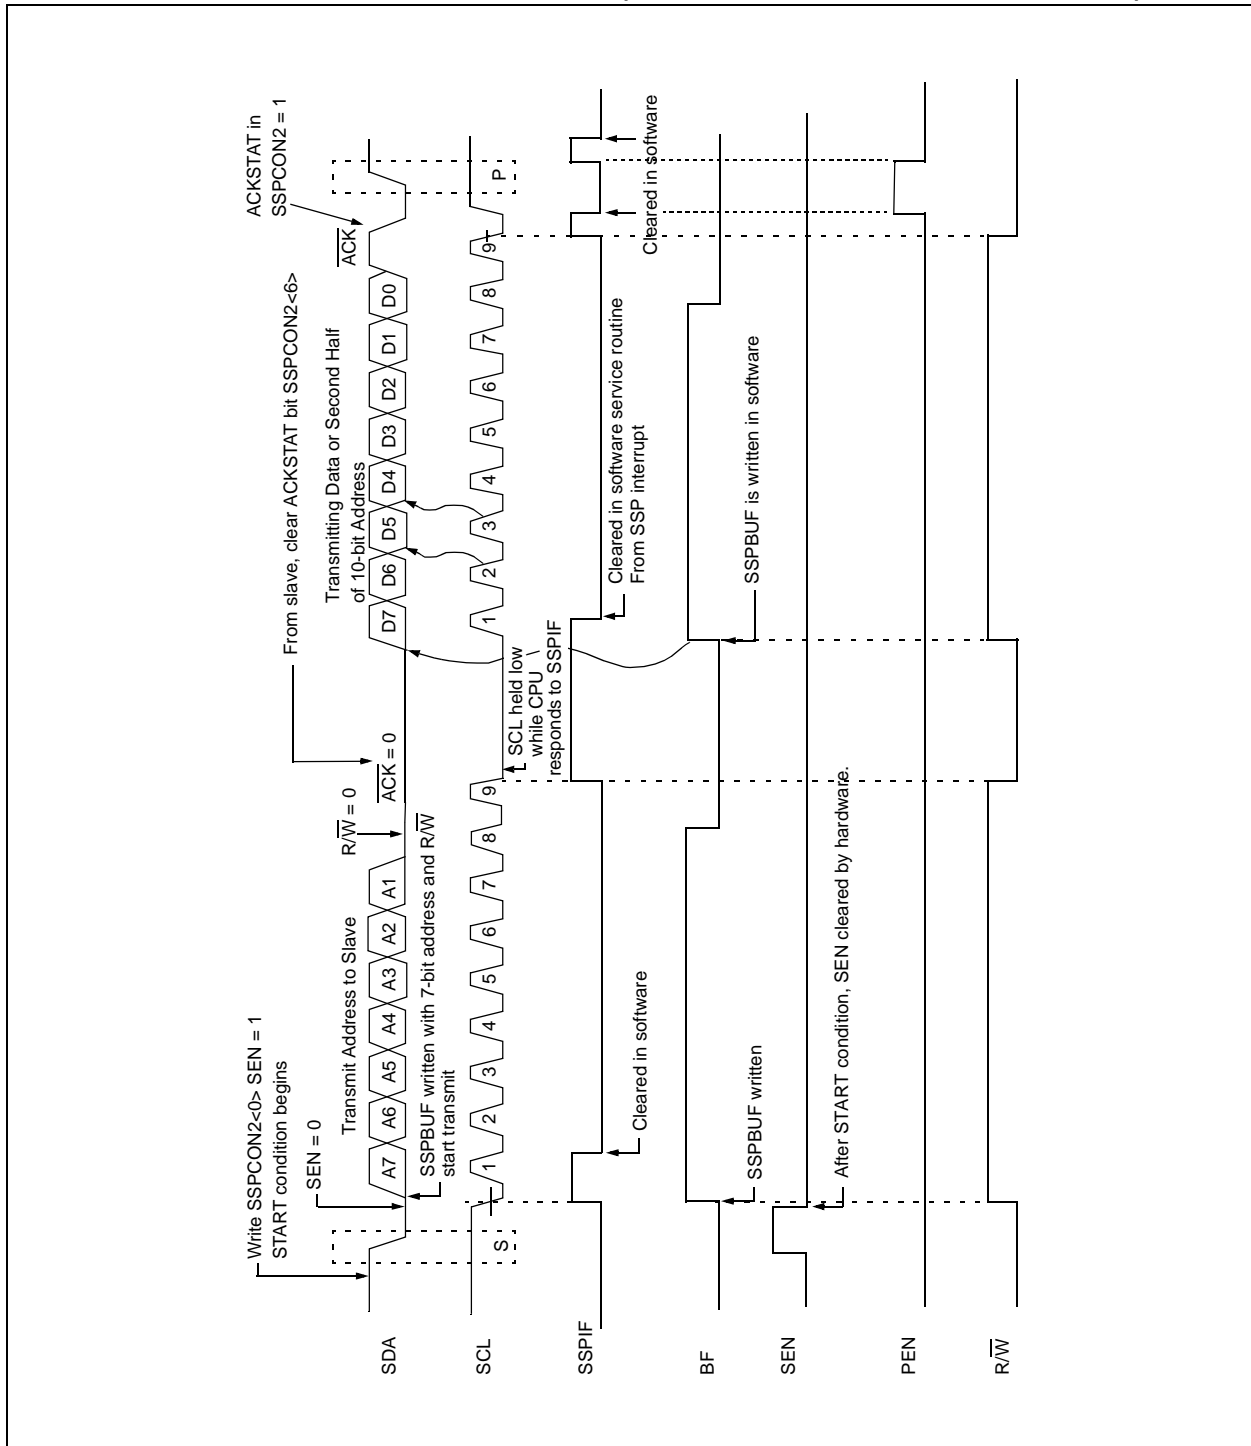 Write SSPCON2<0> SEN = 1
START condition begins
From slave, clear ACKSTAT bit SSPCON2<6>
ACKSTAT in
SSPCON2 = 1
SEN = 0
Transmit Address to Slave
R/W = 0
ACK = 0
Transmitting Data or Second Half
of 10-bit Address
ACK
SDA
A7 A6 A5 A4 A3 A2 A1
D7 D6 D5 D4 D3 D2 D1 D0
SSPBUF written with 7-bit address and R/W
start transmit
SCL
S
1 2 3 4 5 6 7 8 9
1 2 3 4 5 6 7 8 9
P
SCL held low
while CPU
responds to SSPIF
SSPIF
Cleared in software
Cleared in software service routine
From SSP interrupt
Cleared in software
Cleared in software
BF
SSPBUF written
SSPBUF is written in software
SEN
After START condition, SEN cleared by hardware.
PEN
R/W